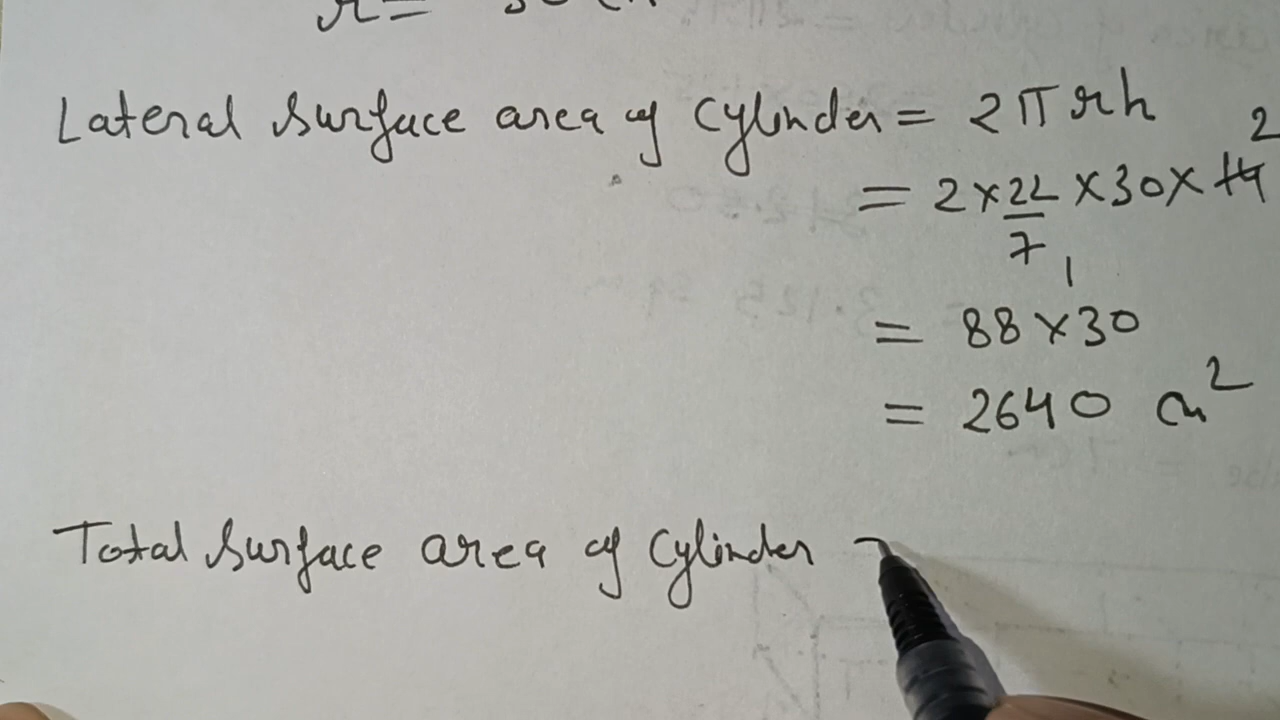 r =
Lateral surface area of cylinder = 2πrh
= 2 × 22/7 × 30 × 14 2
1
= 88 × 30
= 2640 cm²
Total surface area of cylinder =